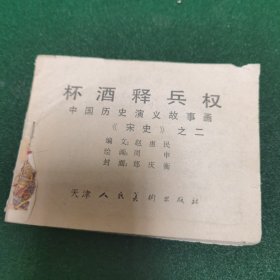 杯酒释兵权
中国历史演义故事画
《宋史》之二
编文:赵惠民
绘画:周申
封面:郑庆衡
天津人民美术出版社